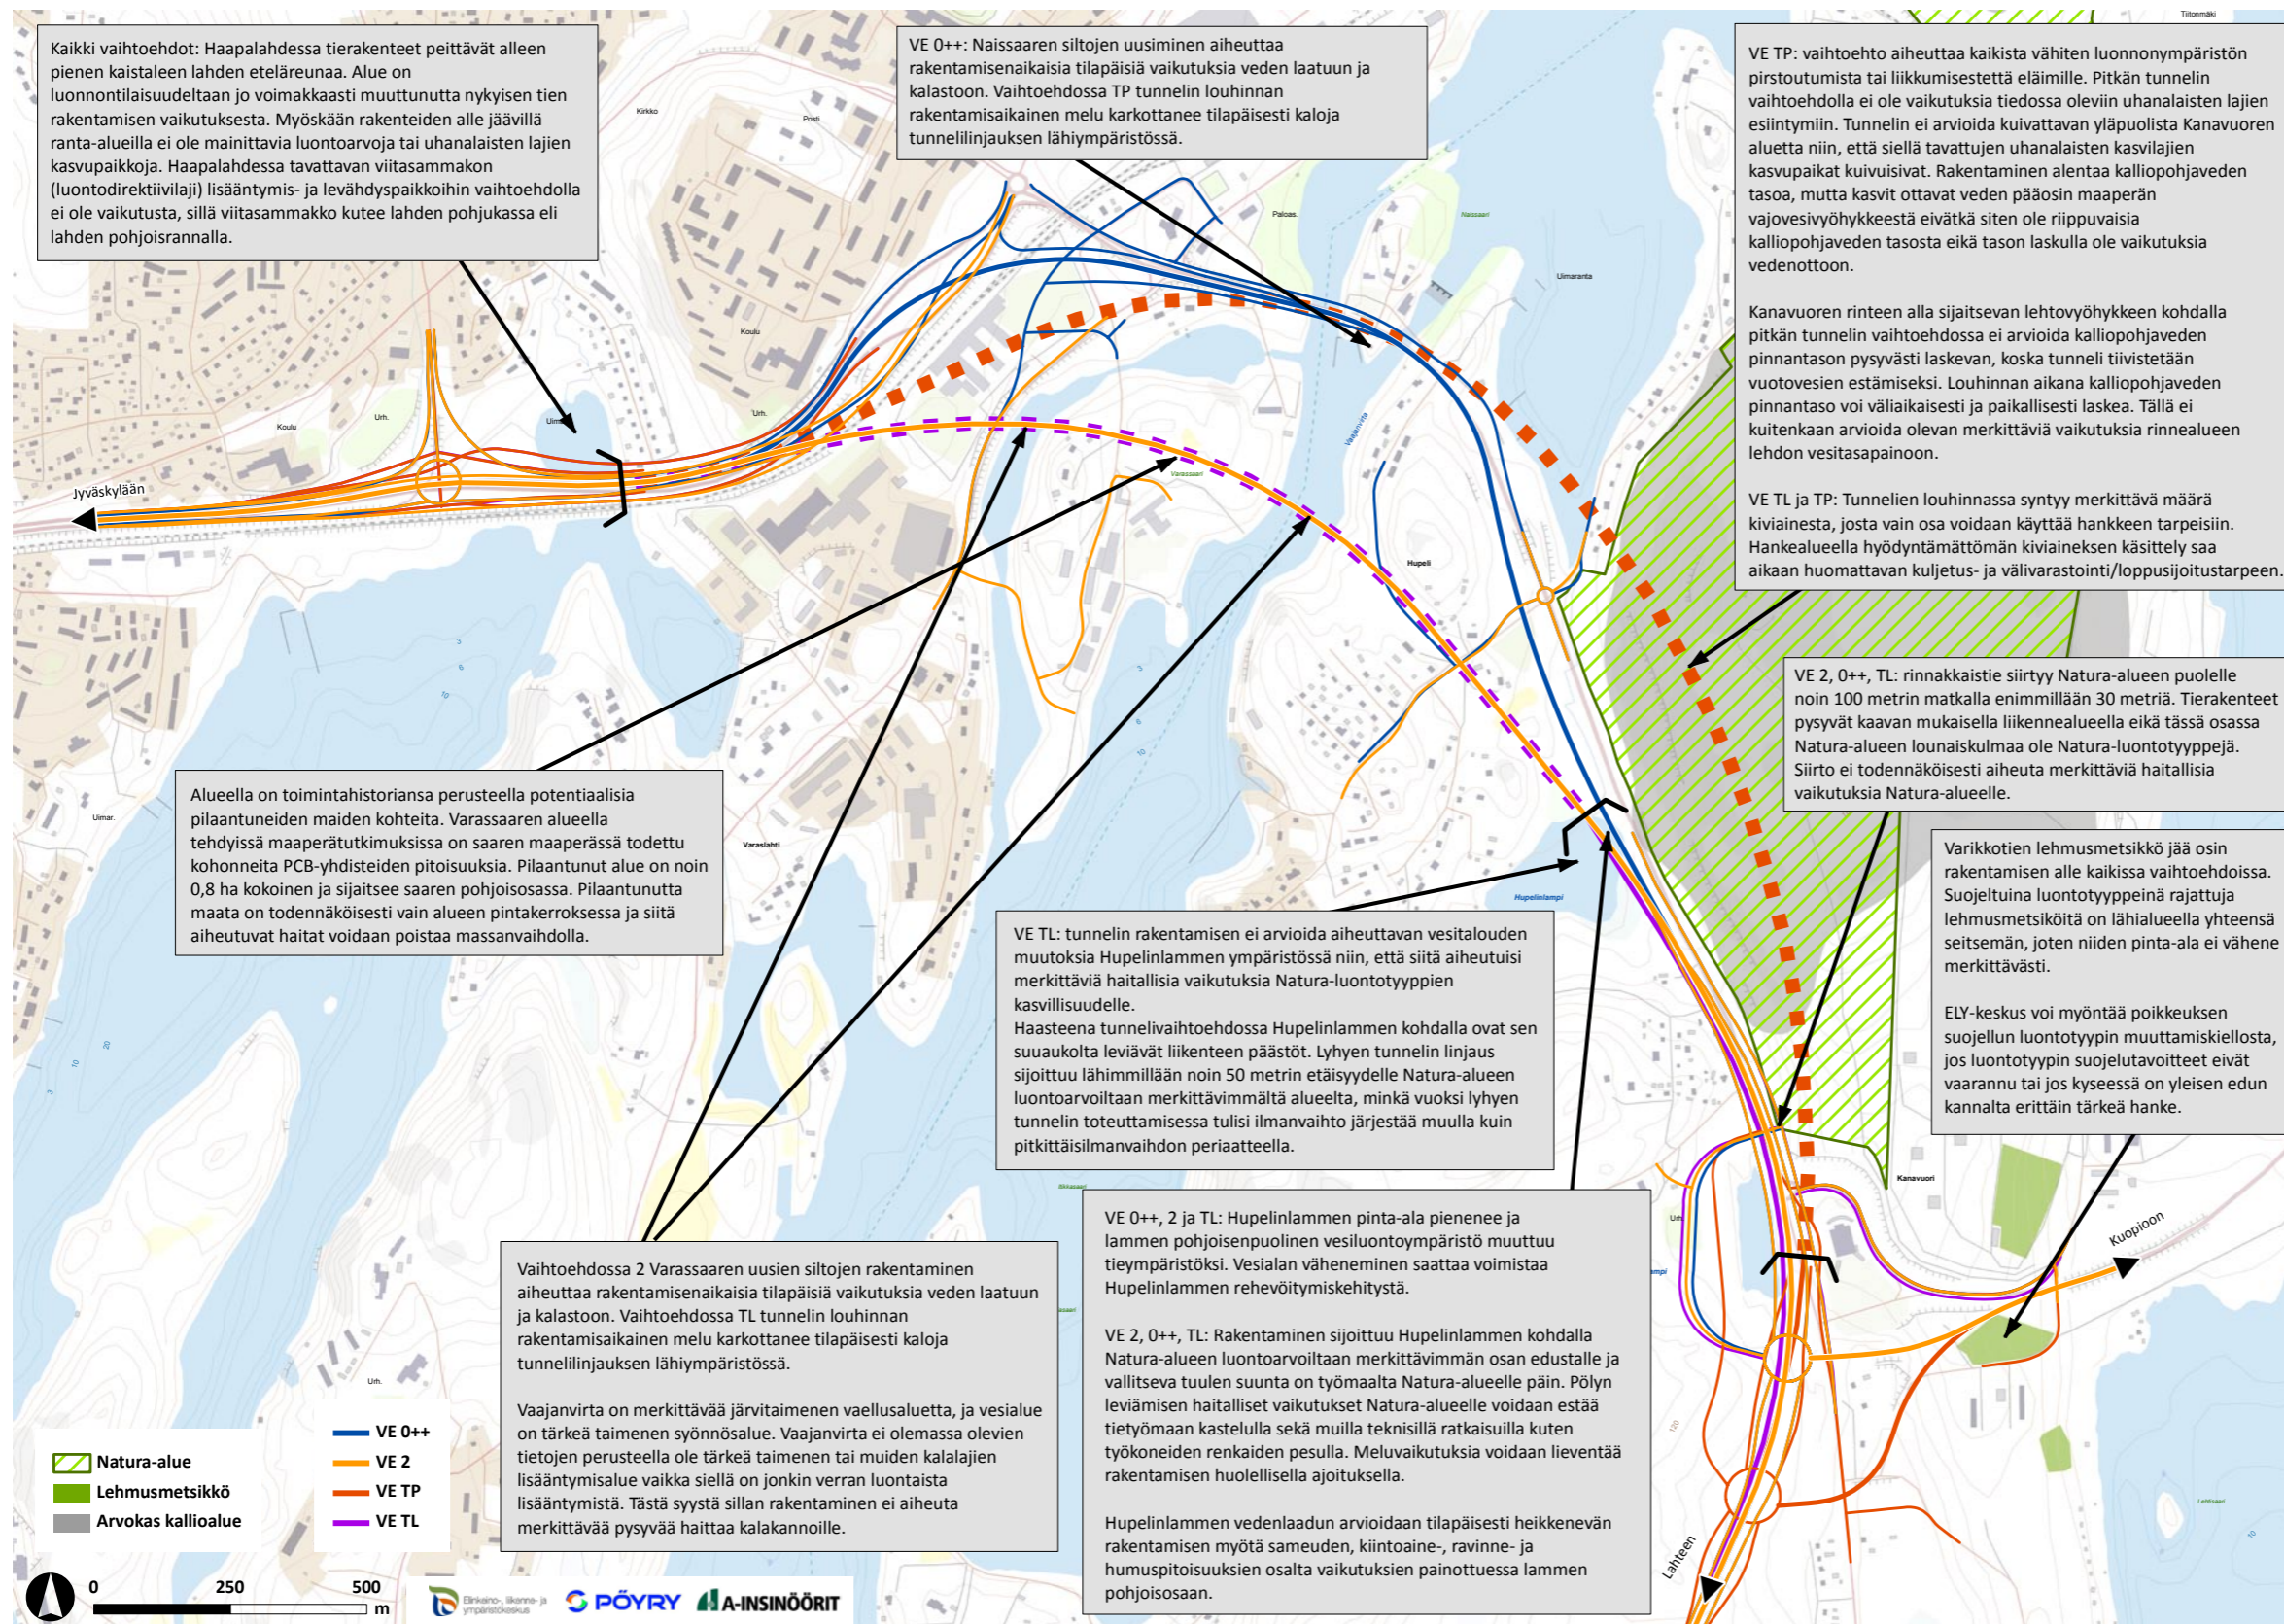 Kaikki vaihtoehdot: Haapalahdessa tierakenteet peittävät alleen
pienen kaistaleen lahden eteläreunaa. Alue on
luonnontilaisuudeltaan jo voimakkaasti muuttunutta nykyisen tien
rakentamisen vaikutuksesta. Myöskään rakenteiden alle jäävillä
ranta-alueilla ei ole mainittavia luontoarvoja tai uhanalaisten lajien
kasvupaikkoja. Haapalahdessa tavattavan viitasammakon
(luontodirektiivilaji) lisääntymis- ja levähdyspaikkoihin vaihtoehdolla
ei ole vaikutusta, sillä viitasammakko kutee lahden pohjukassa eli
lahden pohjoisrannalla.
VE 0++: Naissaaren siltojen uusiminen aiheuttaa
rakentamisenaikaisia tilapäisiä vaikutuksia veden laatuun ja
kalastoon. Vaihtoehdossa TP tunnelin louhinnan
rakentamisaikainen melu karkottanee tilapäisesti kaloja
tunnelilinjauksen lähiympäristössä.
VE TP: vaihtoehto aiheuttaa kaikista vähiten luonnonympäristön
pirstoutumista tai liikkumisestettä eläimille. Pitkän tunnelin
vaihtoehdolla ei ole vaikutuksia tiedossa oleviin uhanalaisten lajien
esiintymiin. Tunnelin ei arvioida kuivattavan yläpuolista Kanavuoren
aluetta niin, että siellä tavattujen uhanalaisten kasvilajien
kasvupaikat kuivuisivat. Rakentaminen alentaa kalliopohjaveden
tasoa, mutta kasvit ottavat veden pääosin maaperän
vajovesivyöhykkeestä eivätkä siten ole riippuvaisia
kalliopohjaveden tasosta eikä tason laskulla ole vaikutuksia
vedenottoon.
Kanavuoren rinteen alla sijaitsevan lehtovyöhykkeen kohdalla
pitkän tunnelin vaihtoehdossa ei arvioida kalliopohjaveden
pinnantason pysyvästi laskevan, koska tunneli tiivistetään
vuotovesien estämiseksi. Louhinnan aikana kalliopohjaveden
pinnantaso voi väliaikaisesti ja paikallisesti laskea. Tällä ei
kuitenkaan arvioida olevan merkittäviä vaikutuksia rinnealueen
lehdon vesitasapainoon.
VE TL ja TP: Tunnelien louhinnassa syntyy merkittävä määrä
kiviainesta, josta vain osa voidaan käyttää hankkeen tarpeisiin.
Hankealueella hyödyntämättömän kiviaineksen käsittely saa
aikaan huomattavan kuljetus- ja välivarastointi/loppusijoitustarpeen.
Tiitonmäki
Kirkko
Posti
Paloas.
Naissaari
Uimaranta
Koulu
Urh.
Koulu
Urh.
Jyväskylään
Vaajanvirta
Varassaari
Hupeli
VE 2, 0++, TL: rinnakkaistie siirtyy Natura-alueen puolelle
noin 100 metrin matkalla enimmillään 30 metriä. Tierakenteet
pysyvät kaavan mukaisella liikennealueella eikä tässä osassa
Natura-alueen lounaiskulmaa ole Natura-luontotyyppejä.
Siirto ei todennäköisesti aiheuta merkittäviä haitallisia
vaikutuksia Natura-alueelle.
Alueella on toimintahistoriansa perusteella potentiaalisia
pilaantuneiden maiden kohteita. Varassaaren alueella
tehdyissä maaperätutkimuksissa on saaren maaperässä todettu
kohonneita PCB-yhdisteiden pitoisuuksia. Pilaantunut alue on noin
0,8 ha kokoinen ja sijaitsee saaren pohjoisosassa. Pilaantunutta
maata on todennäköisesti vain alueen pintakerroksessa ja siitä
aiheutuvat haitat voidaan poistaa massanvaihdolla.
Uimar.
Varaslahti
Hupelinlampi
Varikkotien lehmusmetsikkö jää osin
rakentamisen alle kaikissa vaihtoehdoissa.
Suojeltuina luontotyyppeinä rajattuja
lehmusmetsiköitä on lähialueella yhteensä
seitsemän, joten niiden pinta-ala ei vähene
merkittävästi.
ELY-keskus voi myöntää poikkeuksen
suojellun luontotyypin muuttamiskiellosta,
jos luontotyypin suojelutavoitteet eivät
vaarannu tai jos kyseessä on yleisen edun
kannalta erittäin tärkeä hanke.
VE TL: tunnelin rakentamisen ei arvioida aiheuttavan vesitalouden
muutoksia Hupelinlammen ympäristössä niin, että siitä aiheutuisi
merkittäviä haitallisia vaikutuksia Natura-luontotyyppien
kasvillisuudelle.
Haasteena tunnelivaihtoehdossa Hupelinlammen kohdalla ovat sen
suuaukolta leviävät liikenteen päästöt. Lyhyen tunnelin linjaus
sijoittuu lähimmillään noin 50 metrin etäisyydelle Natura-alueen
luontoarvoiltaan merkittävimmältä alueelta, minkä vuoksi lyhyen
tunnelin toteuttamisessa tulisi ilmanvaihto järjestää muulla kuin
pitkittäisilmanvaihdon periaatteella.
Kanavuori
Kuopioon
Lahteen
Lehtisaari
120
VE 0++, 2 ja TL: Hupelinlammen pinta-ala pienenee ja
lammen pohjoisenpuolinen vesiluontoympäristö muuttuu
tieympäristöksi. Vesialan väheneminen saattaa voimistaa
Hupelinlammen rehevöitymiskehitystä.
VE 2, 0++, TL: Rakentaminen sijoittuu Hupelinlammen kohdalla
Natura-alueen luontoarvoiltaan merkittävimmän osan edustalle ja
vallitseva tuulen suunta on työmaalta Natura-alueelle päin. Pölyn
leviämisen haitalliset vaikutukset Natura-alueelle voidaan estää
tietyömaan kastelulla sekä muilla teknisillä ratkaisuilla kuten
työkoneiden renkaiden pesulla. Meluvaikutuksia voidaan lieventää
rakentamisen huolellisella ajoituksella.
Hupelinlammen vedenlaadun arvioidaan tilapäisesti heikkenevän
rakentamisen myötä sameuden, kiintoaine-, ravinne- ja
humuspitoisuuksien osalta vaikutuksien painottuessa lammen
pohjoisosaan.
Vaihtoehdossa 2 Varassaaren uusien siltojen rakentaminen
aiheuttaa rakentamisenaikaisia tilapäisiä vaikutuksia veden laatuun
ja kalastoon. Vaihtoehdossa TL tunnelin louhinnan
rakentamisaikainen melu karkottanee tilapäisesti kaloja
tunnelilinjauksen lähiympäristössä.
Vaajanvirta on merkittävää järvitaimenen vaellusaluetta, ja vesialue
on tärkeä taimenen syönnösalue. Vaajanvirta ei olemassa olevien
tietojen perusteella ole tärkeä taimenen tai muiden kalalajien
lisääntymisalue vaikka siellä on jonkin verran luontaista
lisääntymistä. Tästä syystä sillan rakentaminen ei aiheuta
merkittävää pysyvää haittaa kalakannoille.
Urh.
Natura-alue
Lehmusmetsikkö
Arvokas kallioalue
VE 0++
VE 2
VE TP
VE TL
0 250 500
m
Elinkeino-, liikenne- ja
ympäristökeskus
PÖYRY
A-INSINÖÖRIT